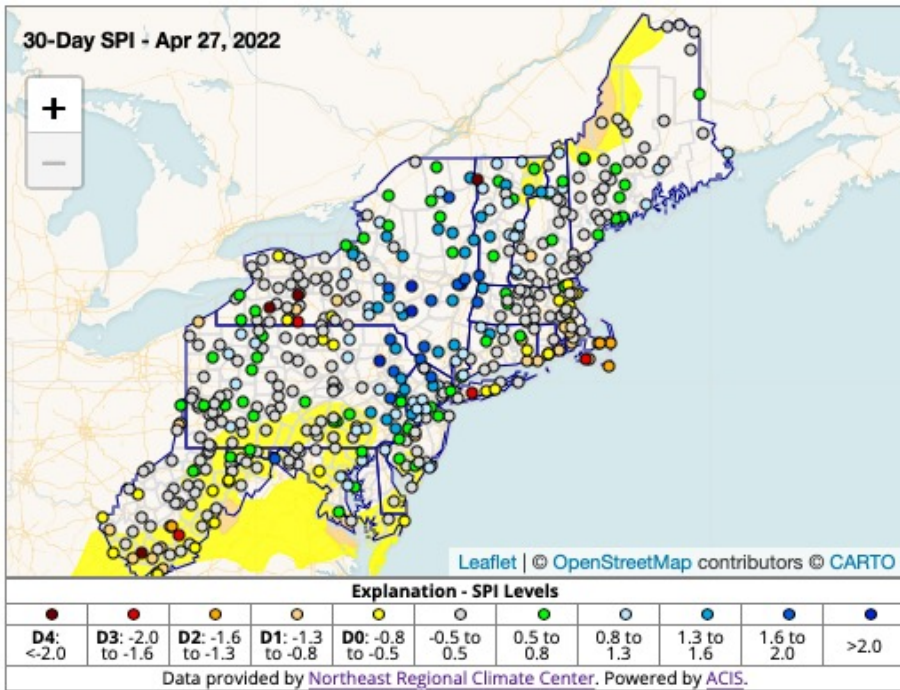 30-Day SPI - Apr 27, 2022
+
−
Leaflet | © OpenStreetMap contributors © CARTO
Explanation - SPI Levels
D4: <-2.0
D3: -2.0 to -1.6
D2: -1.6 to -1.3
D1: -1.3 to -0.8
D0: -0.8 to -0.5
-0.5 to 0.5
0.5 to 0.8
0.8 to 1.3
1.3 to 1.6
1.6 to 2.0
>2.0
Data provided by Northeast Regional Climate Center. Powered by ACIS.